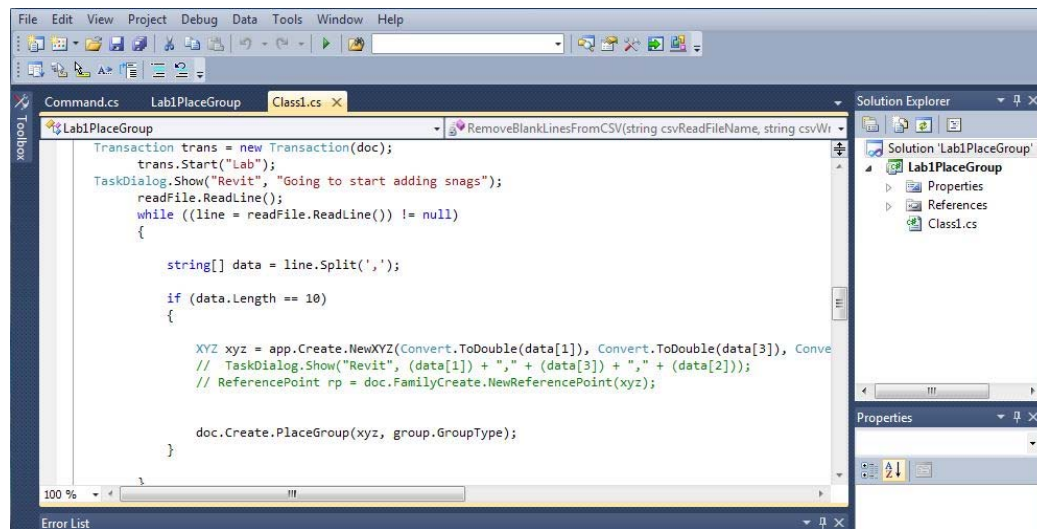 File Edit View Project Debug Data Tools Window Help
Toolbox
Command.cs Lab1PlaceGroup Class1.cs
Lab1PlaceGroup RemoveBlankLinesFromCSV(string csvReadFileName, string csvWr
Transaction trans = new Transaction(doc);
trans.Start("Lab");
TaskDialog.Show("Revit", "Going to start adding snags");
readFile.ReadLine();
while ((line = readFile.ReadLine()) != null)
{
string[] data = line.Split(',');
if (data.Length == 10)
{
XYZ xyz = app.Create.NewXYZ(Convert.ToDouble(data[1]), Convert.ToDouble(data[3]), Conve
// TaskDialog.Show("Revit", (data[1]) + "," + (data[3]) + "," + (data[2]));
// ReferencePoint rp = doc.FamilyCreate.NewReferencePoint(xyz);
doc.Create.PlaceGroup(xyz, group.GroupType);
}
}
100 %
Error List
Solution Explorer
Solution 'Lab1PlaceGroup'
Lab1PlaceGroup
Properties
References
Class1.cs
Properties